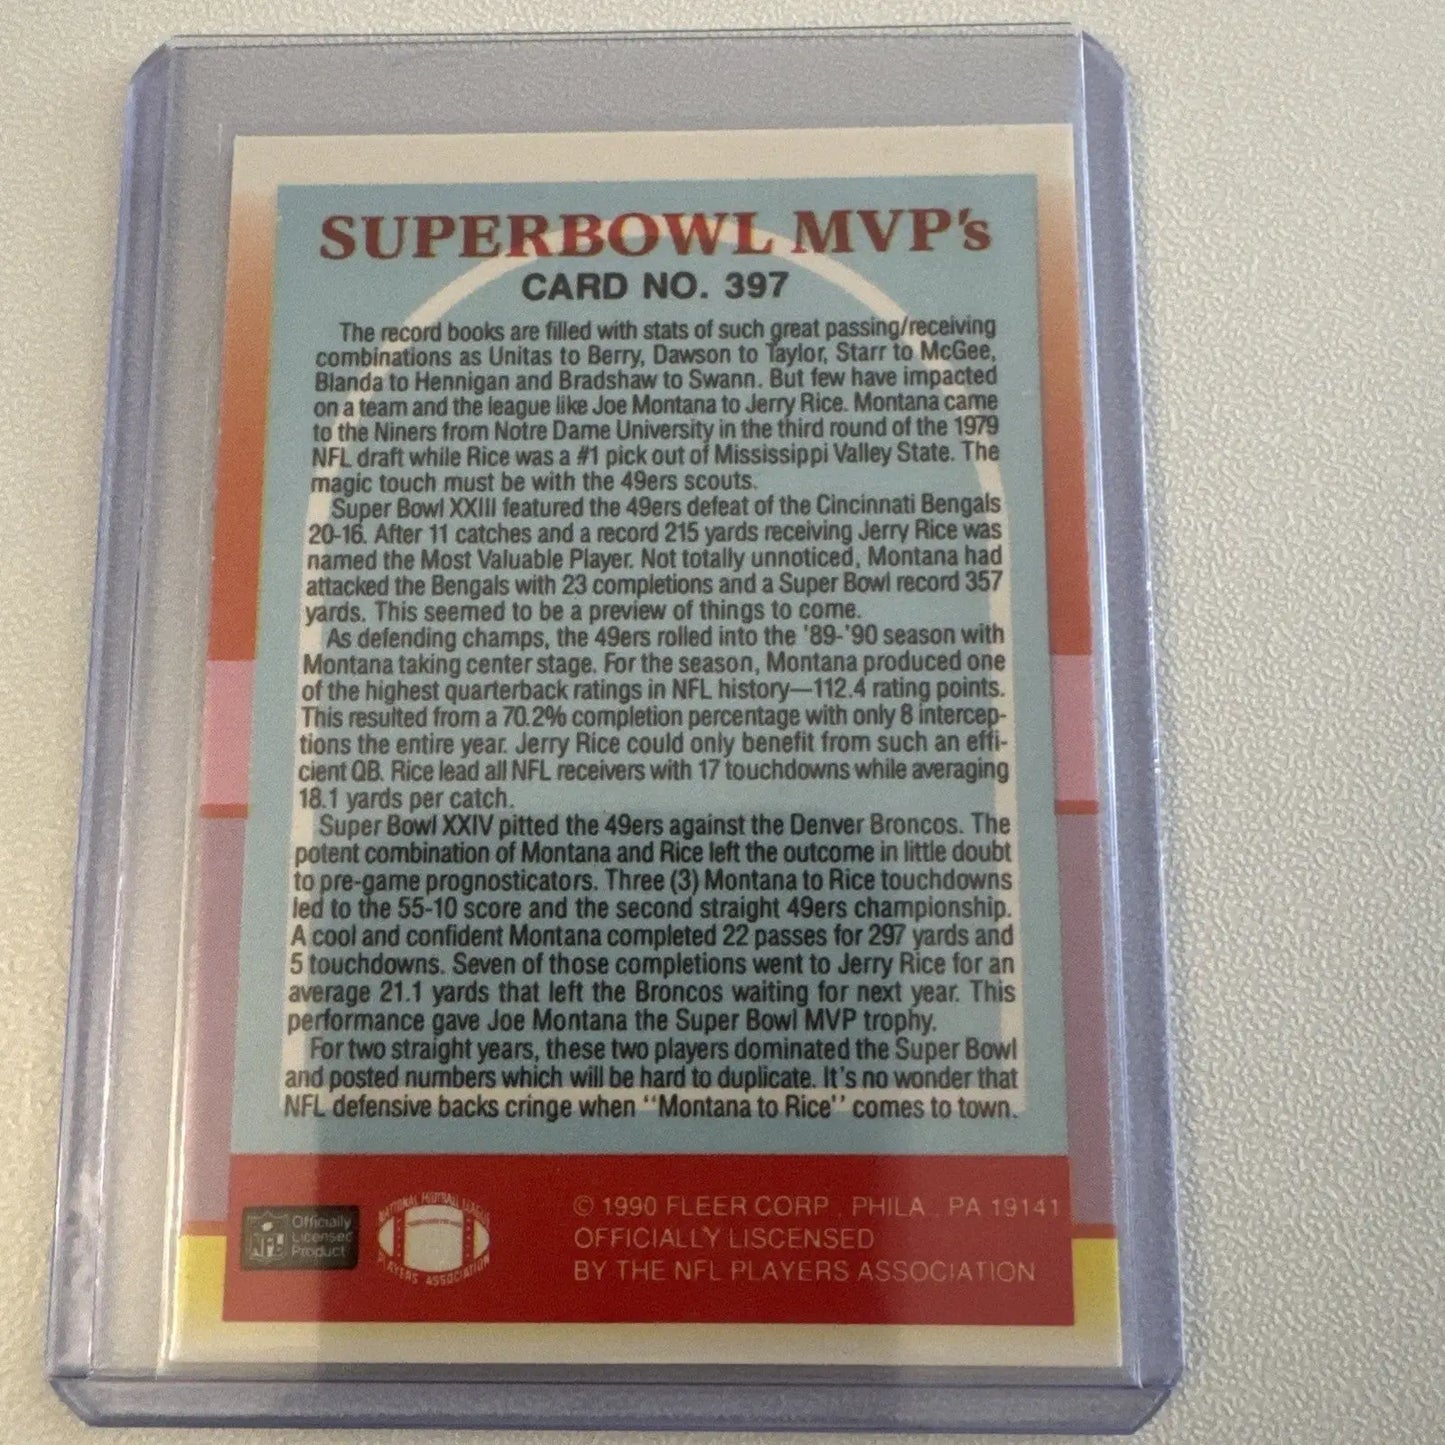 SUPERBOWL MVP's
CARD NO. 397
The record books are filled with stats of such great passing/receiving
combinations as Unitas to Berry, Dawson to Taylor, Starr to McGee,
Blanda to Hennigan and Bradshaw to Swann. But few have impacted
on a team and the league like Joe Montana to Jerry Rice. Montana came
to the Niners from Notre Dame University in the third round of the 1979
NFL draft while Rice was a #1 pick out of Mississippi Valley State. The
magic touch must be with the 49ers scouts.
Super Bowl XXIII featured the 49ers defeat of the Cincinnati Bengals
20-16. After 11 catches and a record 215 yards receiving Jerry Rice was
named the Most Valuable Player. Not totally unnoticed, Montana had
attacked the Bengals with 23 completions and a Super Bowl record 357
yards. This seemed to be a preview of things to come.
As defending champs, the 49ers rolled into the '89-'90 season with
Montana taking center stage. For the season, Montana produced one
of the highest quarterback ratings in NFL history—112.4 rating points.
This resulted from a 70.2% completion percentage with only 8 intercep-
tions the entire year. Jerry Rice could only benefit from such an effi-
cient QB. Rice lead all NFL receivers with 17 touchdowns while averaging
18.1 yards per catch.
Super Bowl XXIV pitted the 49ers against the Denver Broncos. The
potent combination of Montana and Rice left the outcome in little doubt
to pre-game prognosticators. Three (3) Montana to Rice touchdowns
led to the 55-10 score and the second straight 49ers championship.
A cool and confident Montana completed 22 passes for 297 yards and
5 touchdowns. Seven of those completions went to Jerry Rice for an
average 21.1 yards that left the Broncos waiting for next year. This
performance gave Joe Montana the Super Bowl MVP trophy.
For two straight years, these two players dominated the Super Bowl
and posted numbers which will be hard to duplicate. It's no wonder that
NFL defensive backs cringe when "Montana to Rice" comes to town.
NFL
Officially
Licensed
Product
NATIONAL FOOTBALL LEAGUE
PLAYERS ASSOCIATION
© 1990 FLEER CORP., PHILA., PA 19141
OFFICIALLY LISCENSED
BY THE NFL PLAYERS ASSOCIATION